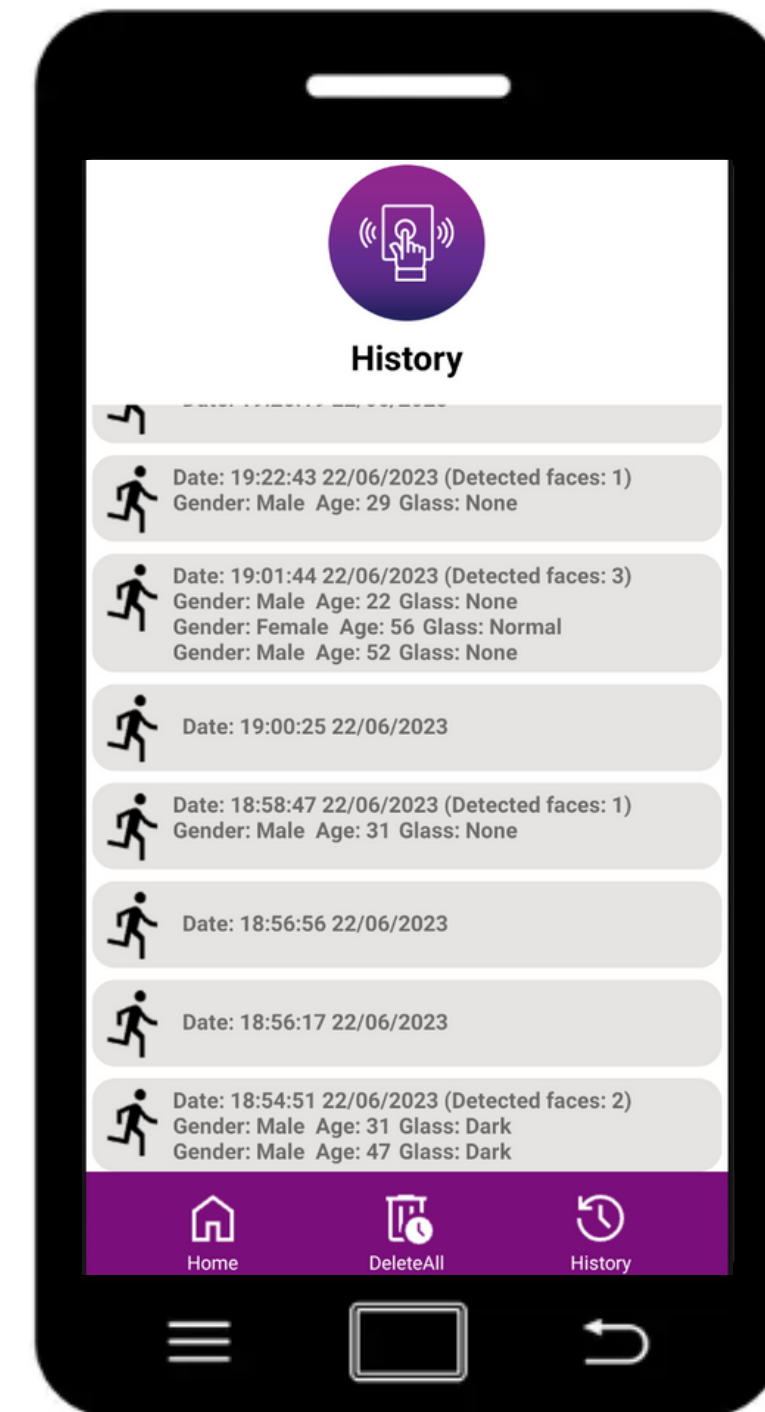 History
Date: 19:22:43 22/06/2023 (Detected faces: 1)
Gender: Male Age: 29 Glass: None
Date: 19:01:44 22/06/2023 (Detected faces: 3)
Gender: Male Age: 22 Glass: None
Gender: Female Age: 56 Glass: Normal
Gender: Male Age: 52 Glass: None
Date: 19:00:25 22/06/2023
Date: 18:58:47 22/06/2023 (Detected faces: 1)
Gender: Male Age: 31 Glass: None
Date: 18:56:56 22/06/2023
Date: 18:56:17 22/06/2023
Date: 18:54:51 22/06/2023 (Detected faces: 2)
Gender: Male Age: 31 Glass: Dark
Gender: Male Age: 47 Glass: Dark
Home
DeleteAll
History